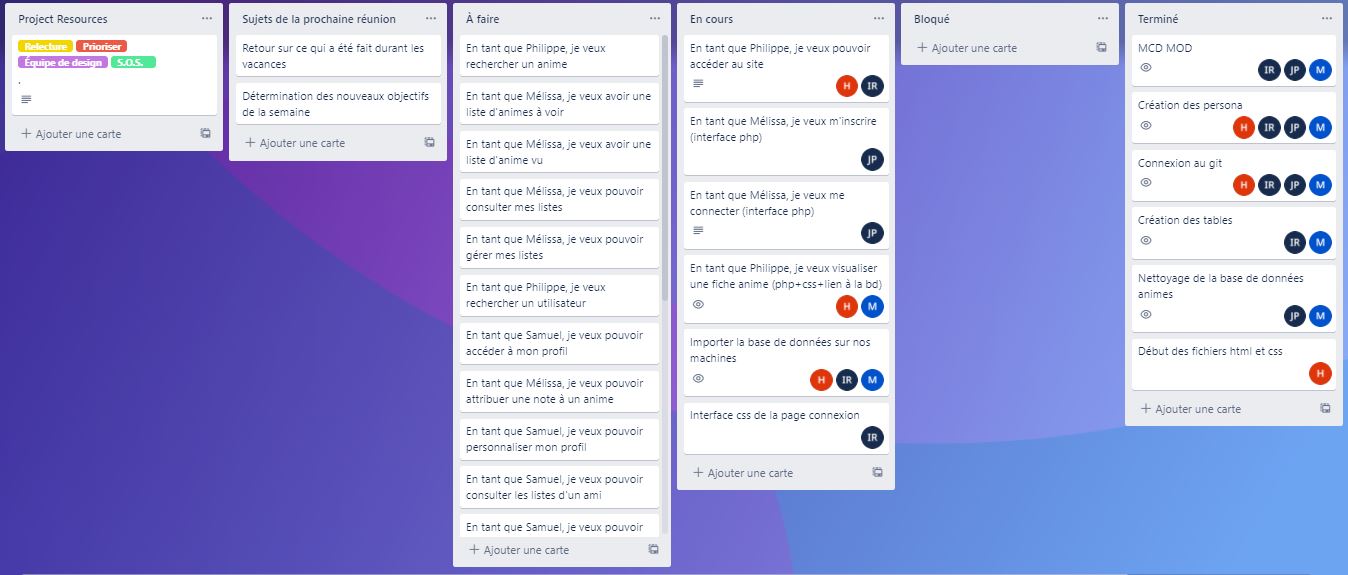 Project Resources
Relecture
Prioriser
Équipe de design
S.O.S.
.
+ Ajouter une carte
Sujets de la prochaine réunion
Retour sur ce qui a été fait durant les
vacances
Détermination des nouveaux objectifs
de la semaine
+ Ajouter une carte
À faire
En tant que Philippe, je veux
rechercher un anime
En tant que Mélissa, je veux avoir une
liste d'animes à voir
En tant que Mélissa, je veux avoir une
liste d'anime vu
En tant que Mélissa, je veux pouvoir
consulter mes listes
En tant que Mélissa, je veux pouvoir
gérer mes listes
En tant que Philippe, je veux
rechercher un utilisateur
En tant que Samuel, je veux pouvoir
accéder à mon profil
En tant que Mélissa, je veux pouvoir
attribuer une note à un anime
En tant que Samuel, je veux pouvoir
personnaliser mon profil
En tant que Samuel, je veux pouvoir
consulter les listes d'un ami
En tant que Samuel, je veux pouvoir
+ Ajouter une carte
En cours
En tant que Philippe, je veux pouvoir
accéder au site
H IR
En tant que Mélissa, je veux m'inscrire
(interface php)
JP
En tant que Mélissa, je veux me
connecter (interface php)
JP
En tant que Philippe, je veux visualiser
une fiche anime (php+css+lien à la bd)
H M
Importer la base de données sur nos
machines
H IR M
Interface css de la page connexion
IR
+ Ajouter une carte
Bloqué
+ Ajouter une carte
Terminé
MCD MOD
IR JP M
Création des persona
H IR JP M
Connexion au git
H IR JP M
Création des tables
IR M
Nettoyage de la base de données
animes
JP M
Début des fichiers html et css
H
+ Ajouter une carte